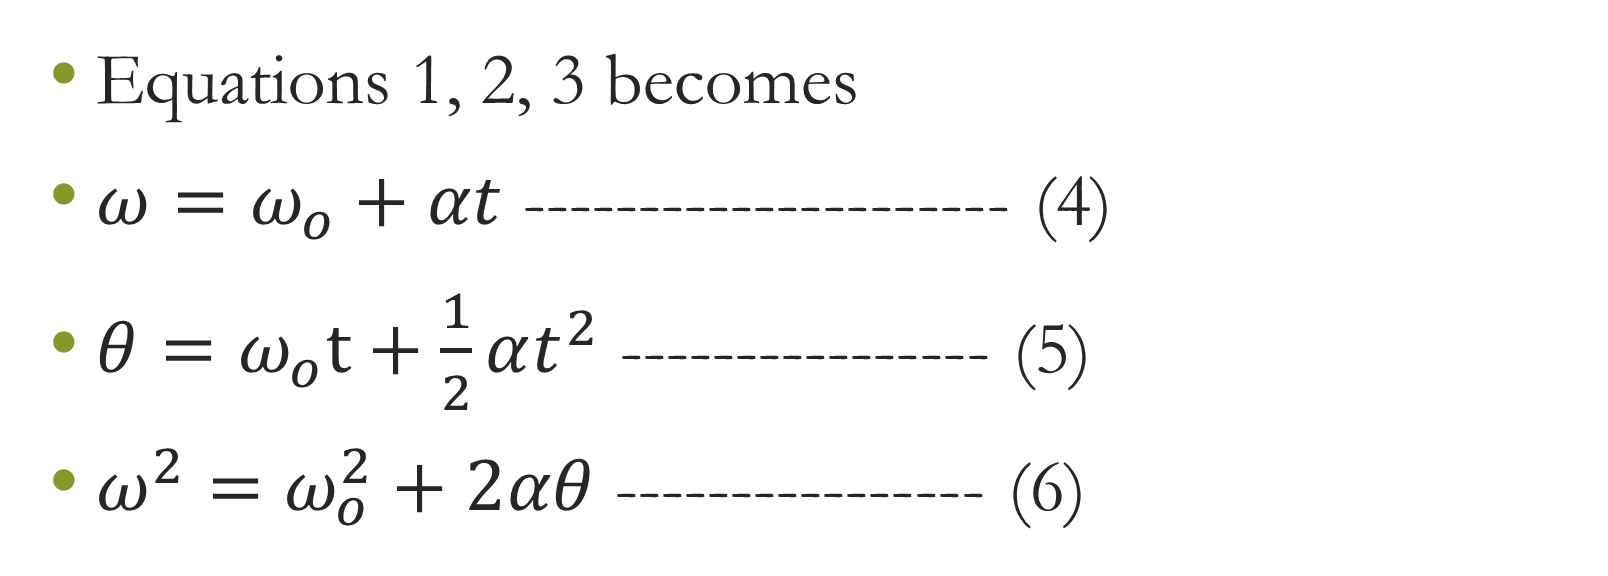 • Equations 1, 2, 3 becomes
• 𝜔 = 𝜔ₒ + 𝛼𝑡 --------------------- (4)
• 𝜃 = 𝜔ₒt + 1/2 𝛼𝑡² ---------------- (5)
• 𝜔² = 𝜔ₒ² + 2𝛼𝜃 ---------------- (6)